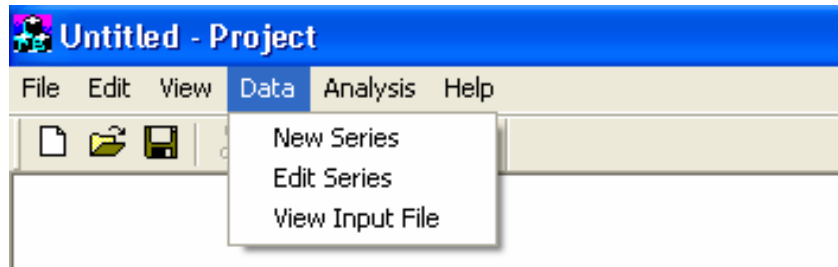 Untitled - Project
File Edit View Data Analysis Help
New Series
Edit Series
View Input File